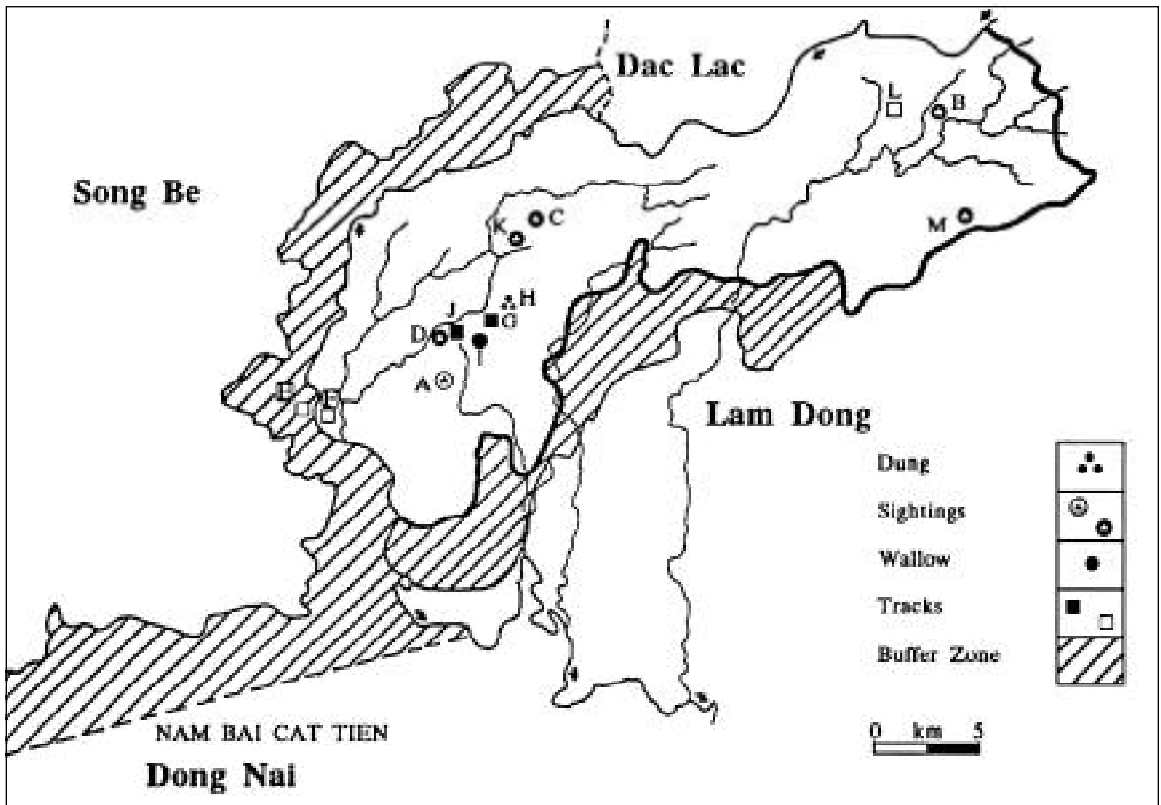 Dac Lac
L
B
Song Be
C
K
M
H
J
G
D
I
A
E
F
Lam Dong
Dung
Sightings
Wallow
Tracks
Buffer Zone
0 km 5
NAM BAI CAT TIEN
Dong Nai